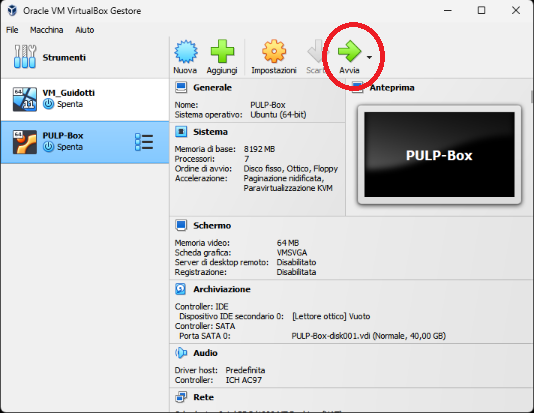 Oracle VM VirtualBox Gestore
File Macchina Aiuto
Strumenti
Nuova Aggiungi Impostazioni Scarta Avvia
64
VM_Guidotti
Spenta
64
PULP-Box
Spenta
Generale
Nome: PULP-Box
Sistema operativo: Ubuntu (64-bit)
Anteprima
PULP-Box
Sistema
Memoria di base: 8192 MB
Processori: 7
Ordine di avvio: Disco fisso, Ottico, Floppy
Accelerazione: Paginazione nidificata,
Paravirtualizzazione KVM
Schermo
Memoria video: 64 MB
Scheda grafica: VMSVGA
Server di desktop remoto: Disabilitato
Registrazione: Disabilitata
Archiviazione
Controller: IDE
Dispositivo IDE secondario 0: [Lettore ottico] Vuoto
Controller: SATA
Porta SATA 0: PULP-Box-disk001.vdi (Normale, 40,00 GB)
Audio
Driver host: Predefinita
Controller: ICH AC97
Rete